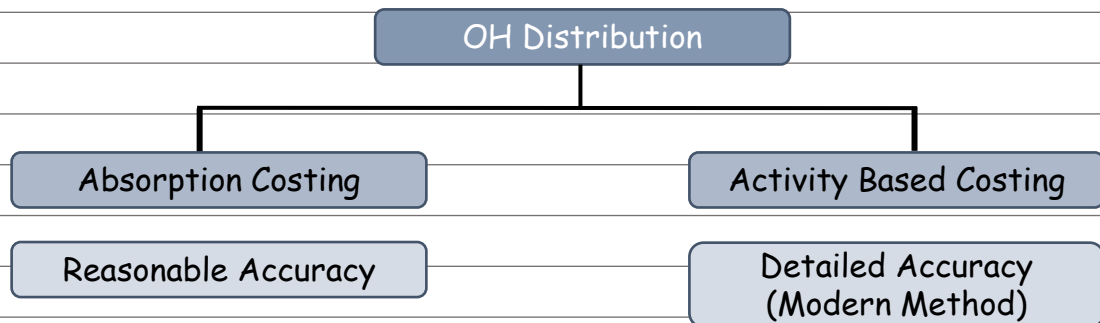 OH Distribution
Absorption Costing
Activity Based Costing
Reasonable Accuracy
Detailed Accuracy
(Modern Method)